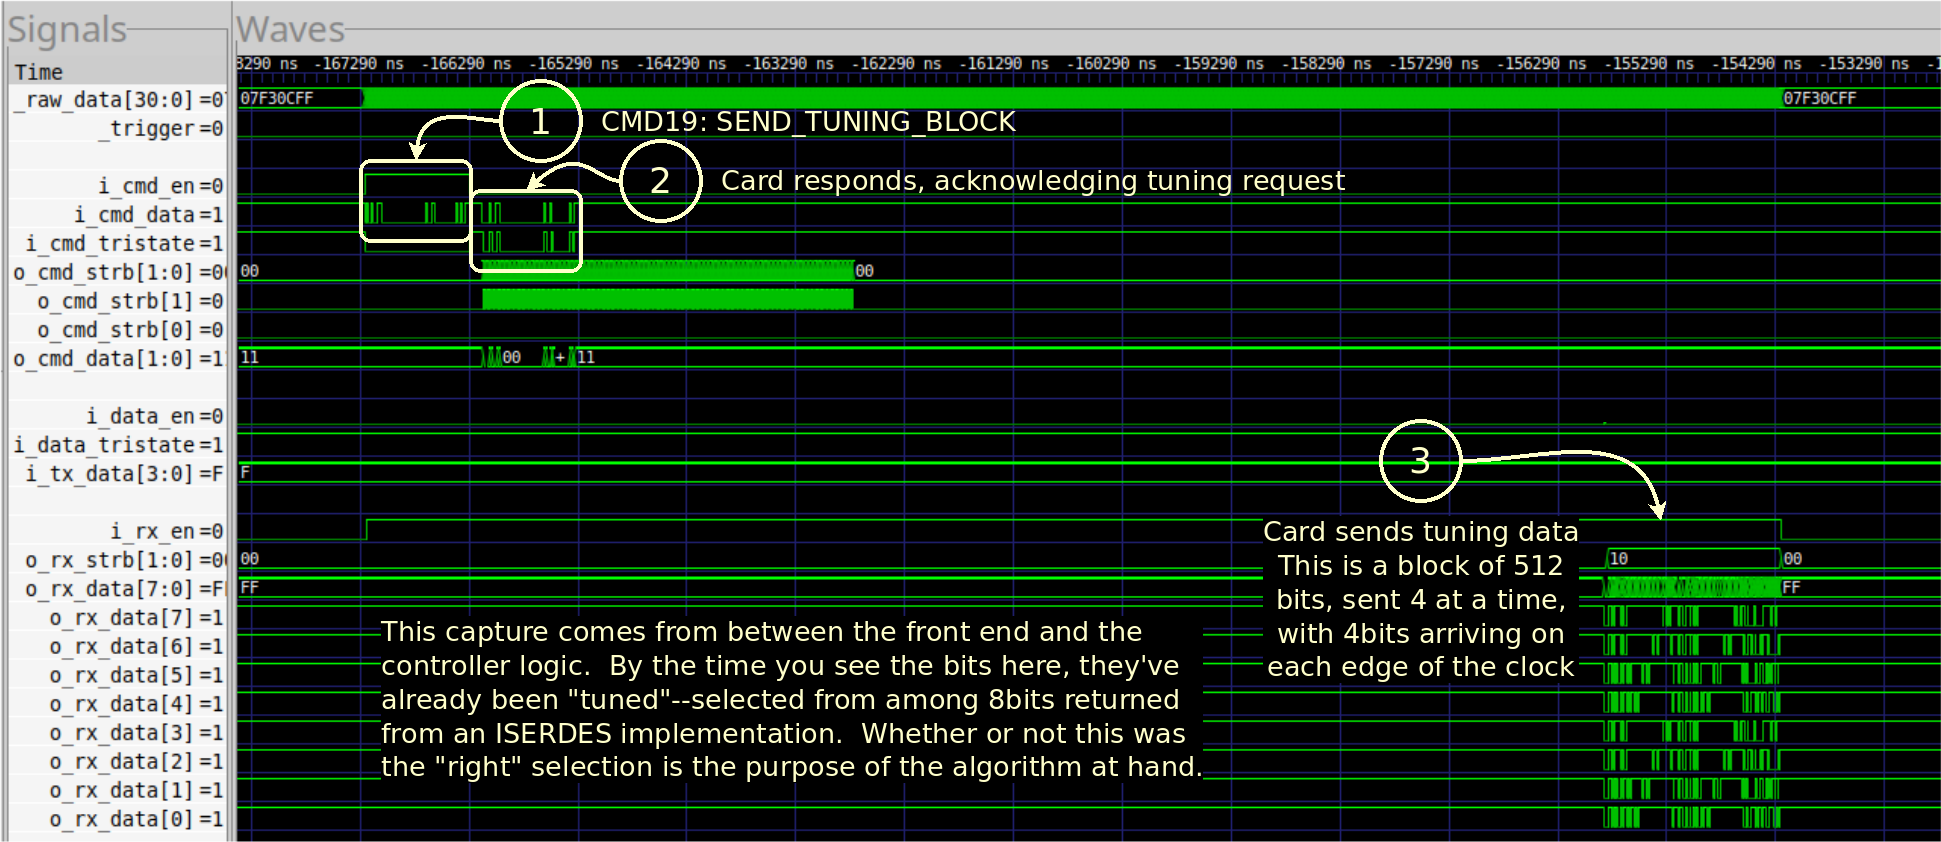 Signals
Waves
Time
8290 ns -167290 ns -166290 ns -165290 ns -164290 ns -163290 ns -162290 ns -161290 ns -160290 ns -159290 ns -158290 ns -157290 ns -156290 ns -155290 ns -154290 ns -153290 ns -1
_raw_data[30:0]=07 07F30CFF 07F30CFF
_trigger=0
1 CMD19: SEND_TUNING_BLOCK
2 Card responds, acknowledging tuning request
i_cmd_en=0
i_cmd_data=1
i_cmd_tristate=1
o_cmd_strb[1:0]=00 00 00
o_cmd_strb[1]=0
o_cmd_strb[0]=0
o_cmd_data[1:0]=11 11 00 + 11
i_data_en=0
i_data_tristate=1
i_tx_data[3:0]=F F
3
i_rx_en=0
o_rx_strb[1:0]=00 00 10 00
o_rx_data[7:0]=FF FF FF
o_rx_data[7]=1
o_rx_data[6]=1
o_rx_data[5]=1
o_rx_data[4]=1
o_rx_data[3]=1
o_rx_data[2]=1
o_rx_data[1]=1
o_rx_data[0]=1
Card sends tuning data
This is a block of 512
bits, sent 4 at a time,
with 4bits arriving on
each edge of the clock
This capture comes from between the front end and the
controller logic. By the time you see the bits here, they've
already been "tuned"--selected from among 8bits returned
from an ISERDES implementation. Whether or not this was
the "right" selection is the purpose of the algorithm at hand.